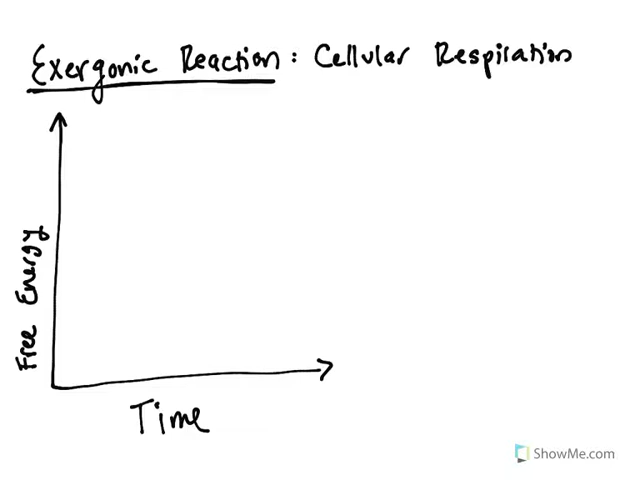 Exergonic Reaction: Cellular Respiration
Free Energy
Time
ShowMe.com